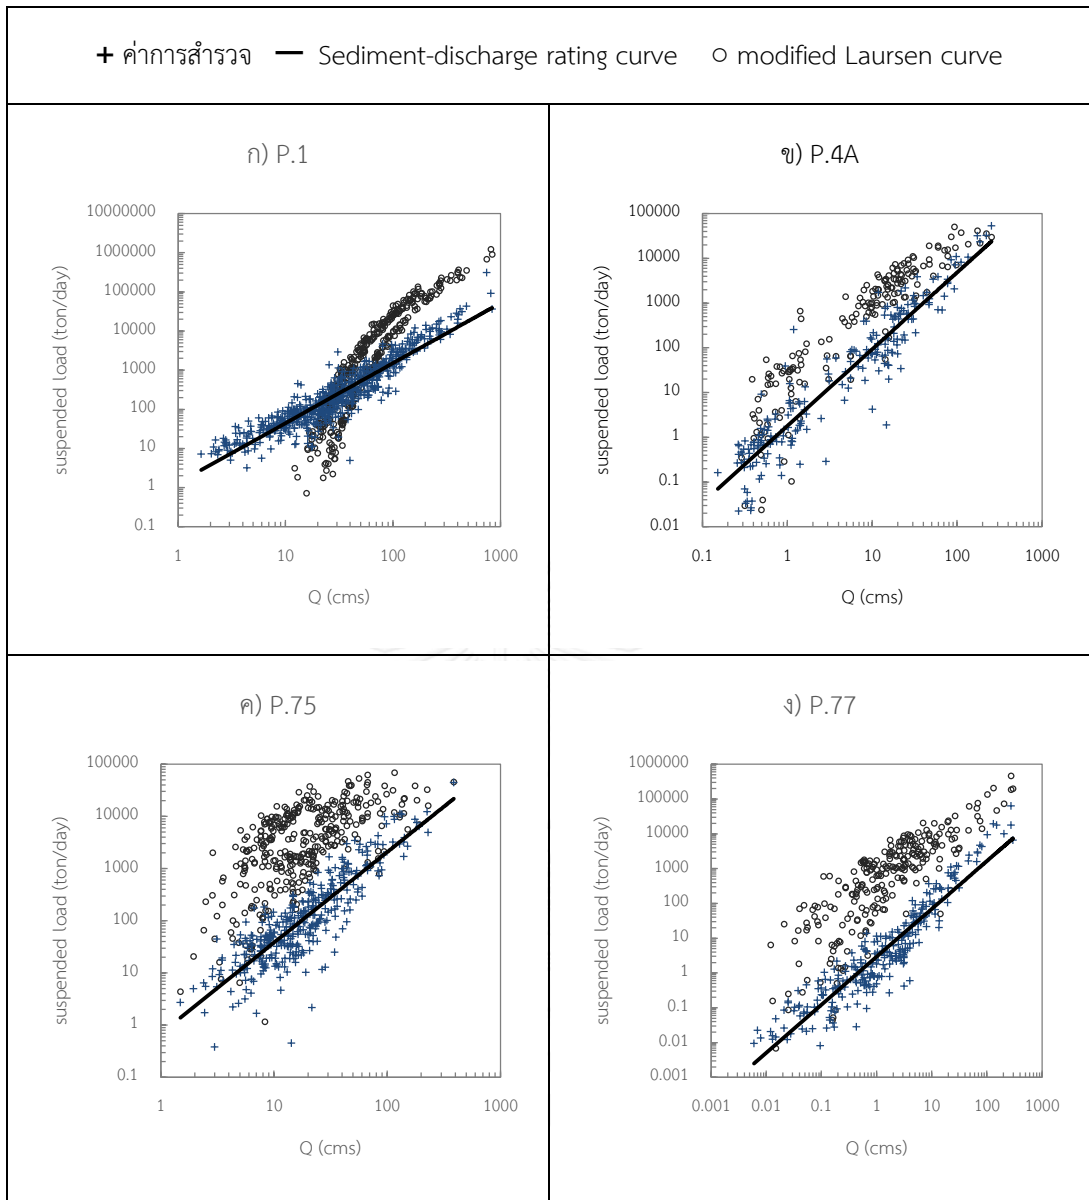 + ค่าการสำรวจ — Sediment-discharge rating curve ○ modified Laursen curve
ก) P.1
10000000
1000000
100000
10000
1000
100
10
1
0.1
suspended load (ton/day)
1 10 100 1000
Q (cms)
ข) P.4A
100000
10000
1000
100
10
1
0.1
0.01
suspended load (ton/day)
0.1 1 10 100 1000
Q (cms)
ค) P.75
100000
10000
1000
100
10
1
0.1
suspended load (ton/day)
1 10 100 1000
Q (cms)
ง) P.77
1000000
100000
10000
1000
100
10
1
0.1
0.01
0.001
suspended load (ton/day)
0.001 0.01 0.1 1 10 100 1000
Q (cms)